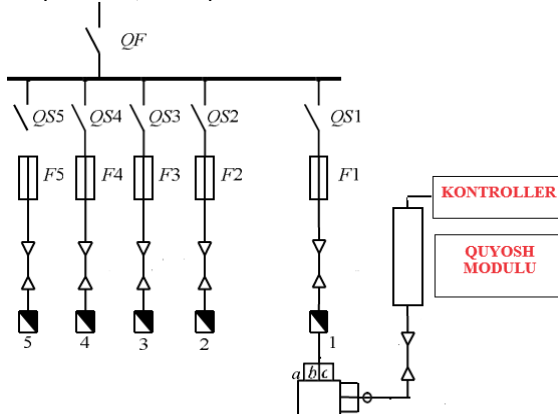 QF
QS5 QS4 QS3 QS2 QS1
F5 F4 F3 F2 F1
KONTROLLER
QUYOSH
MODULU
5 4 3 2 1
a b c